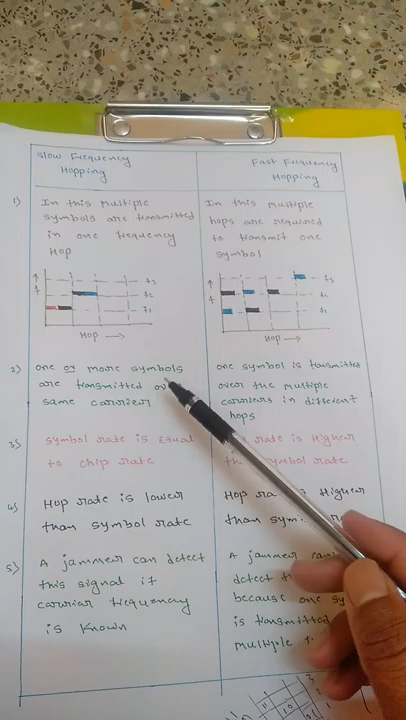 Slow Frequency
Hopping
Fast Frequency
Hopping
1)
In this Multiple
symbols are transmitted
in one frequency
Hop
In this multiple
hops are required
to transmit one
symbol
f
f3
f2
f1
Hop
f
f3
f2
f1
Hop
2)
one or more symbols
are transmitted
same carrier
one symbol is transmitted
over the multiple
carriers in different
hops
3)
Symbol rate is Equal
to chip rate
rate is Higher
symbol rate
4)
Hop rate is lower
than symbol rate
Hop Higher
than
5)
A jammer can detect
this signal if
carrier frequency
is known
A jammer
detect
because one
is transmitted
multiple